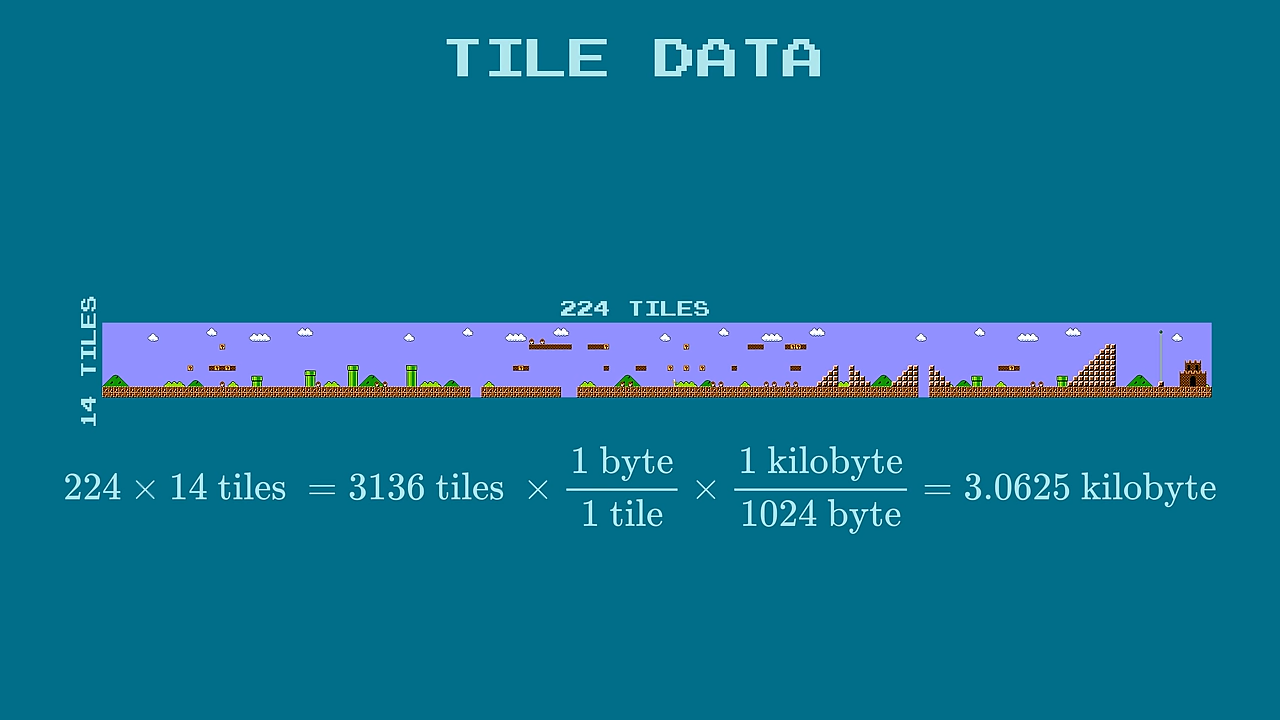 TILE DATA
224 TILES
14 TILES
224 × 14 tiles = 3136 tiles × 1 byte / 1 tile × 1 kilobyte / 1024 byte = 3.0625 kilobyte